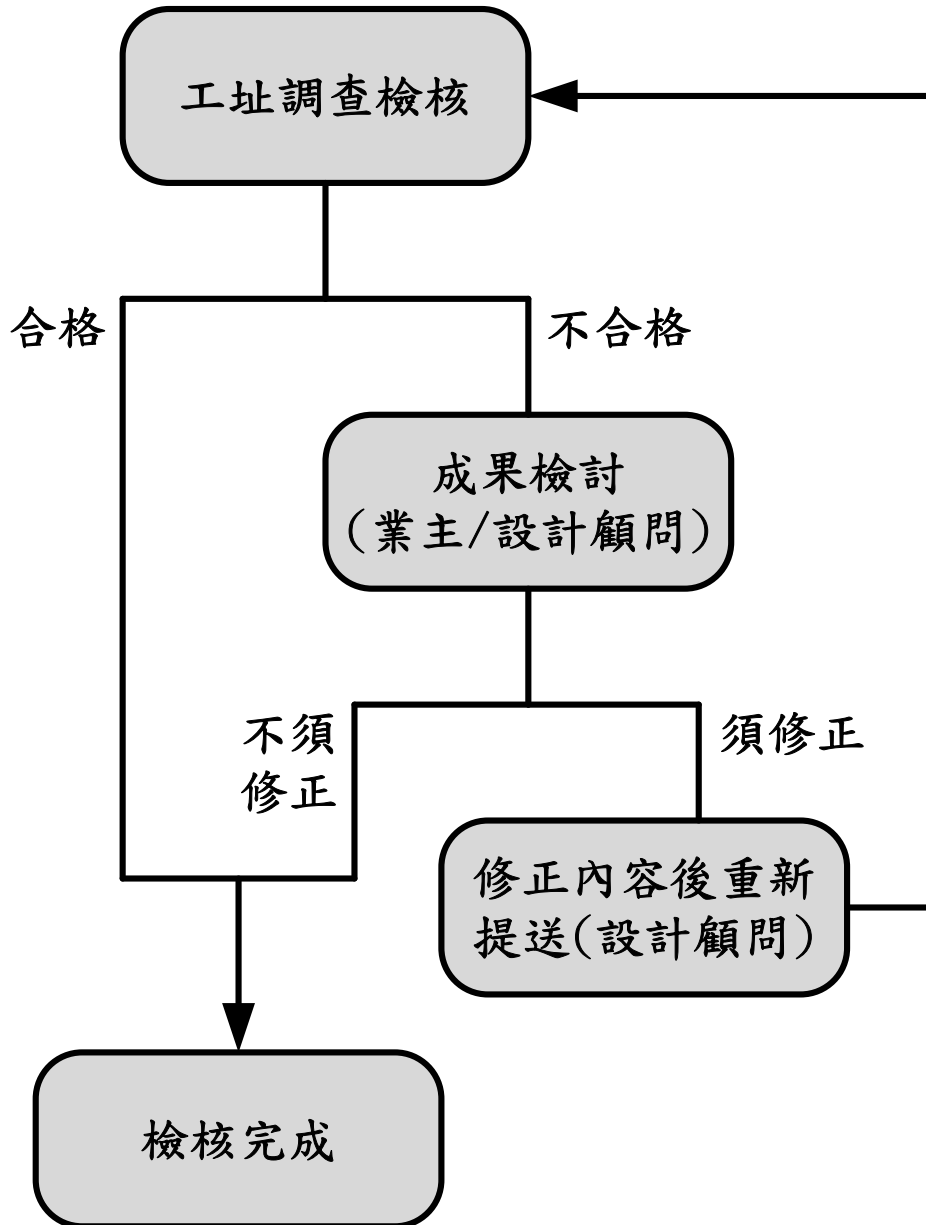 工址調查檢核
合格
不合格
成果檢討
(業主/設計顧問)
不須
修正
須修正
修正內容後重新
提送(設計顧問)
檢核完成